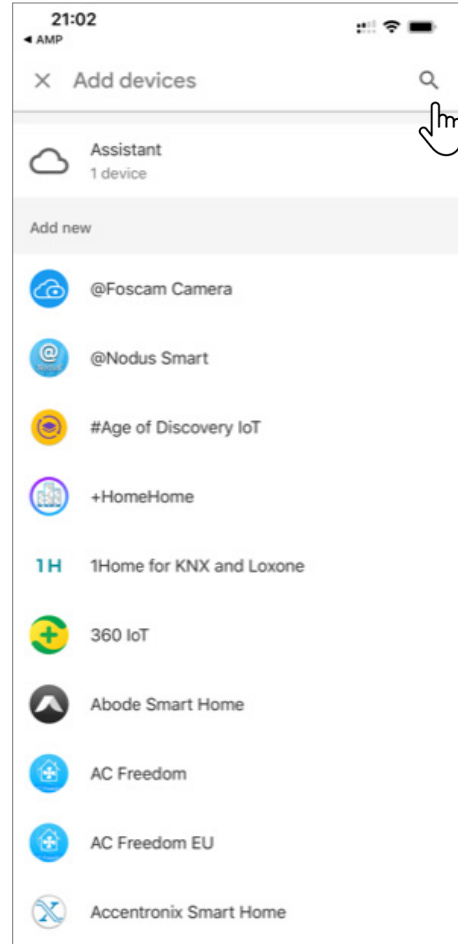 21:02
◀ AMP
Add devices
Assistant
1 device
Add new
@Foscam Camera
@Nodus Smart
#Age of Discovery IoT
+HomeHome
1H 1Home for KNX and Loxone
360 IoT
Abode Smart Home
AC Freedom
AC Freedom EU
Accentronix Smart Home